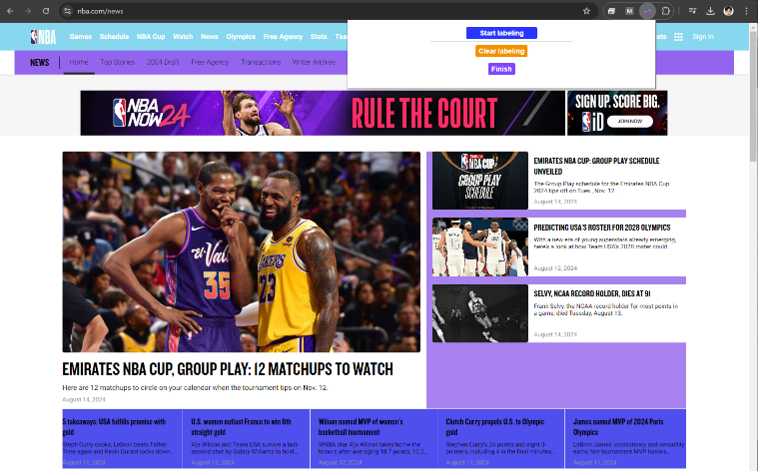 nba.com/news
NBA
Games Schedule NBA Cup Watch News Olympics Free Agency Stats
Sign In
Start labeling
Clear labeling
Finish
NEWS Home Top Stories 2024 Draft Free Agency Transactions Writer Archive
NBA
NOW 24
RULE THE COURT
SIGN UP. SCORE BIG.
iD JOIN NOW
EMIRATES NBA CUP: GROUP PLAY SCHEDULE
UNVEILED
The Group Play schedule for the Emirates NBA Cup
2024 tips off on Tues., Nov. 12.
August 14, 2024
NBA CUP
GROUP PLAY
SCHEDULE
PREDICTING USA'S ROSTER FOR 2028 OLYMPICS
With a new era of young superstars already emerging,
here's a look at how Team USA's 2028 roster could
August 12, 2024
SELVY, NCAA RECORD HOLDER, DIES AT 91
Frank Selvy, the NCAA record holder for most points in
a game, died Tuesday, August 13.
August 14, 2024
35
LAKERS
23
EMIRATES NBA CUP, GROUP PLAY: 12 MATCHUPS TO WATCH
Here are 12 matchups to circle on your calendar when the tournament tips on Nov. 12.
August 14, 2024
5 takeaways: USA fulfills promise with
gold
Steph Curry cooks, LeBron beats Father
Time again and Kevin Durant locks down...
August 11, 2024
U.S. women outlast France to win 8th
straight gold
A'ja Wilson and Team USA survive a last-
second shot by Gabby Williams to hold...
August 12, 2024
Wilson named MVP of women's
basketball tournament
WNBA star A'ja Wilson takes home the
honors after averaging 18.7 points, 10.2...
August 12, 2024
Clutch Curry propels U.S. to Olympic
gold
Stephen Curry's 24 points and eight 3-
pointers, including 4 in the final minutes,...
August 11, 2024
James named MVP of 2024 Paris
Olympics
LeBron James' consistency and versatility
earns him tournament MVP honors...
August 11, 2024